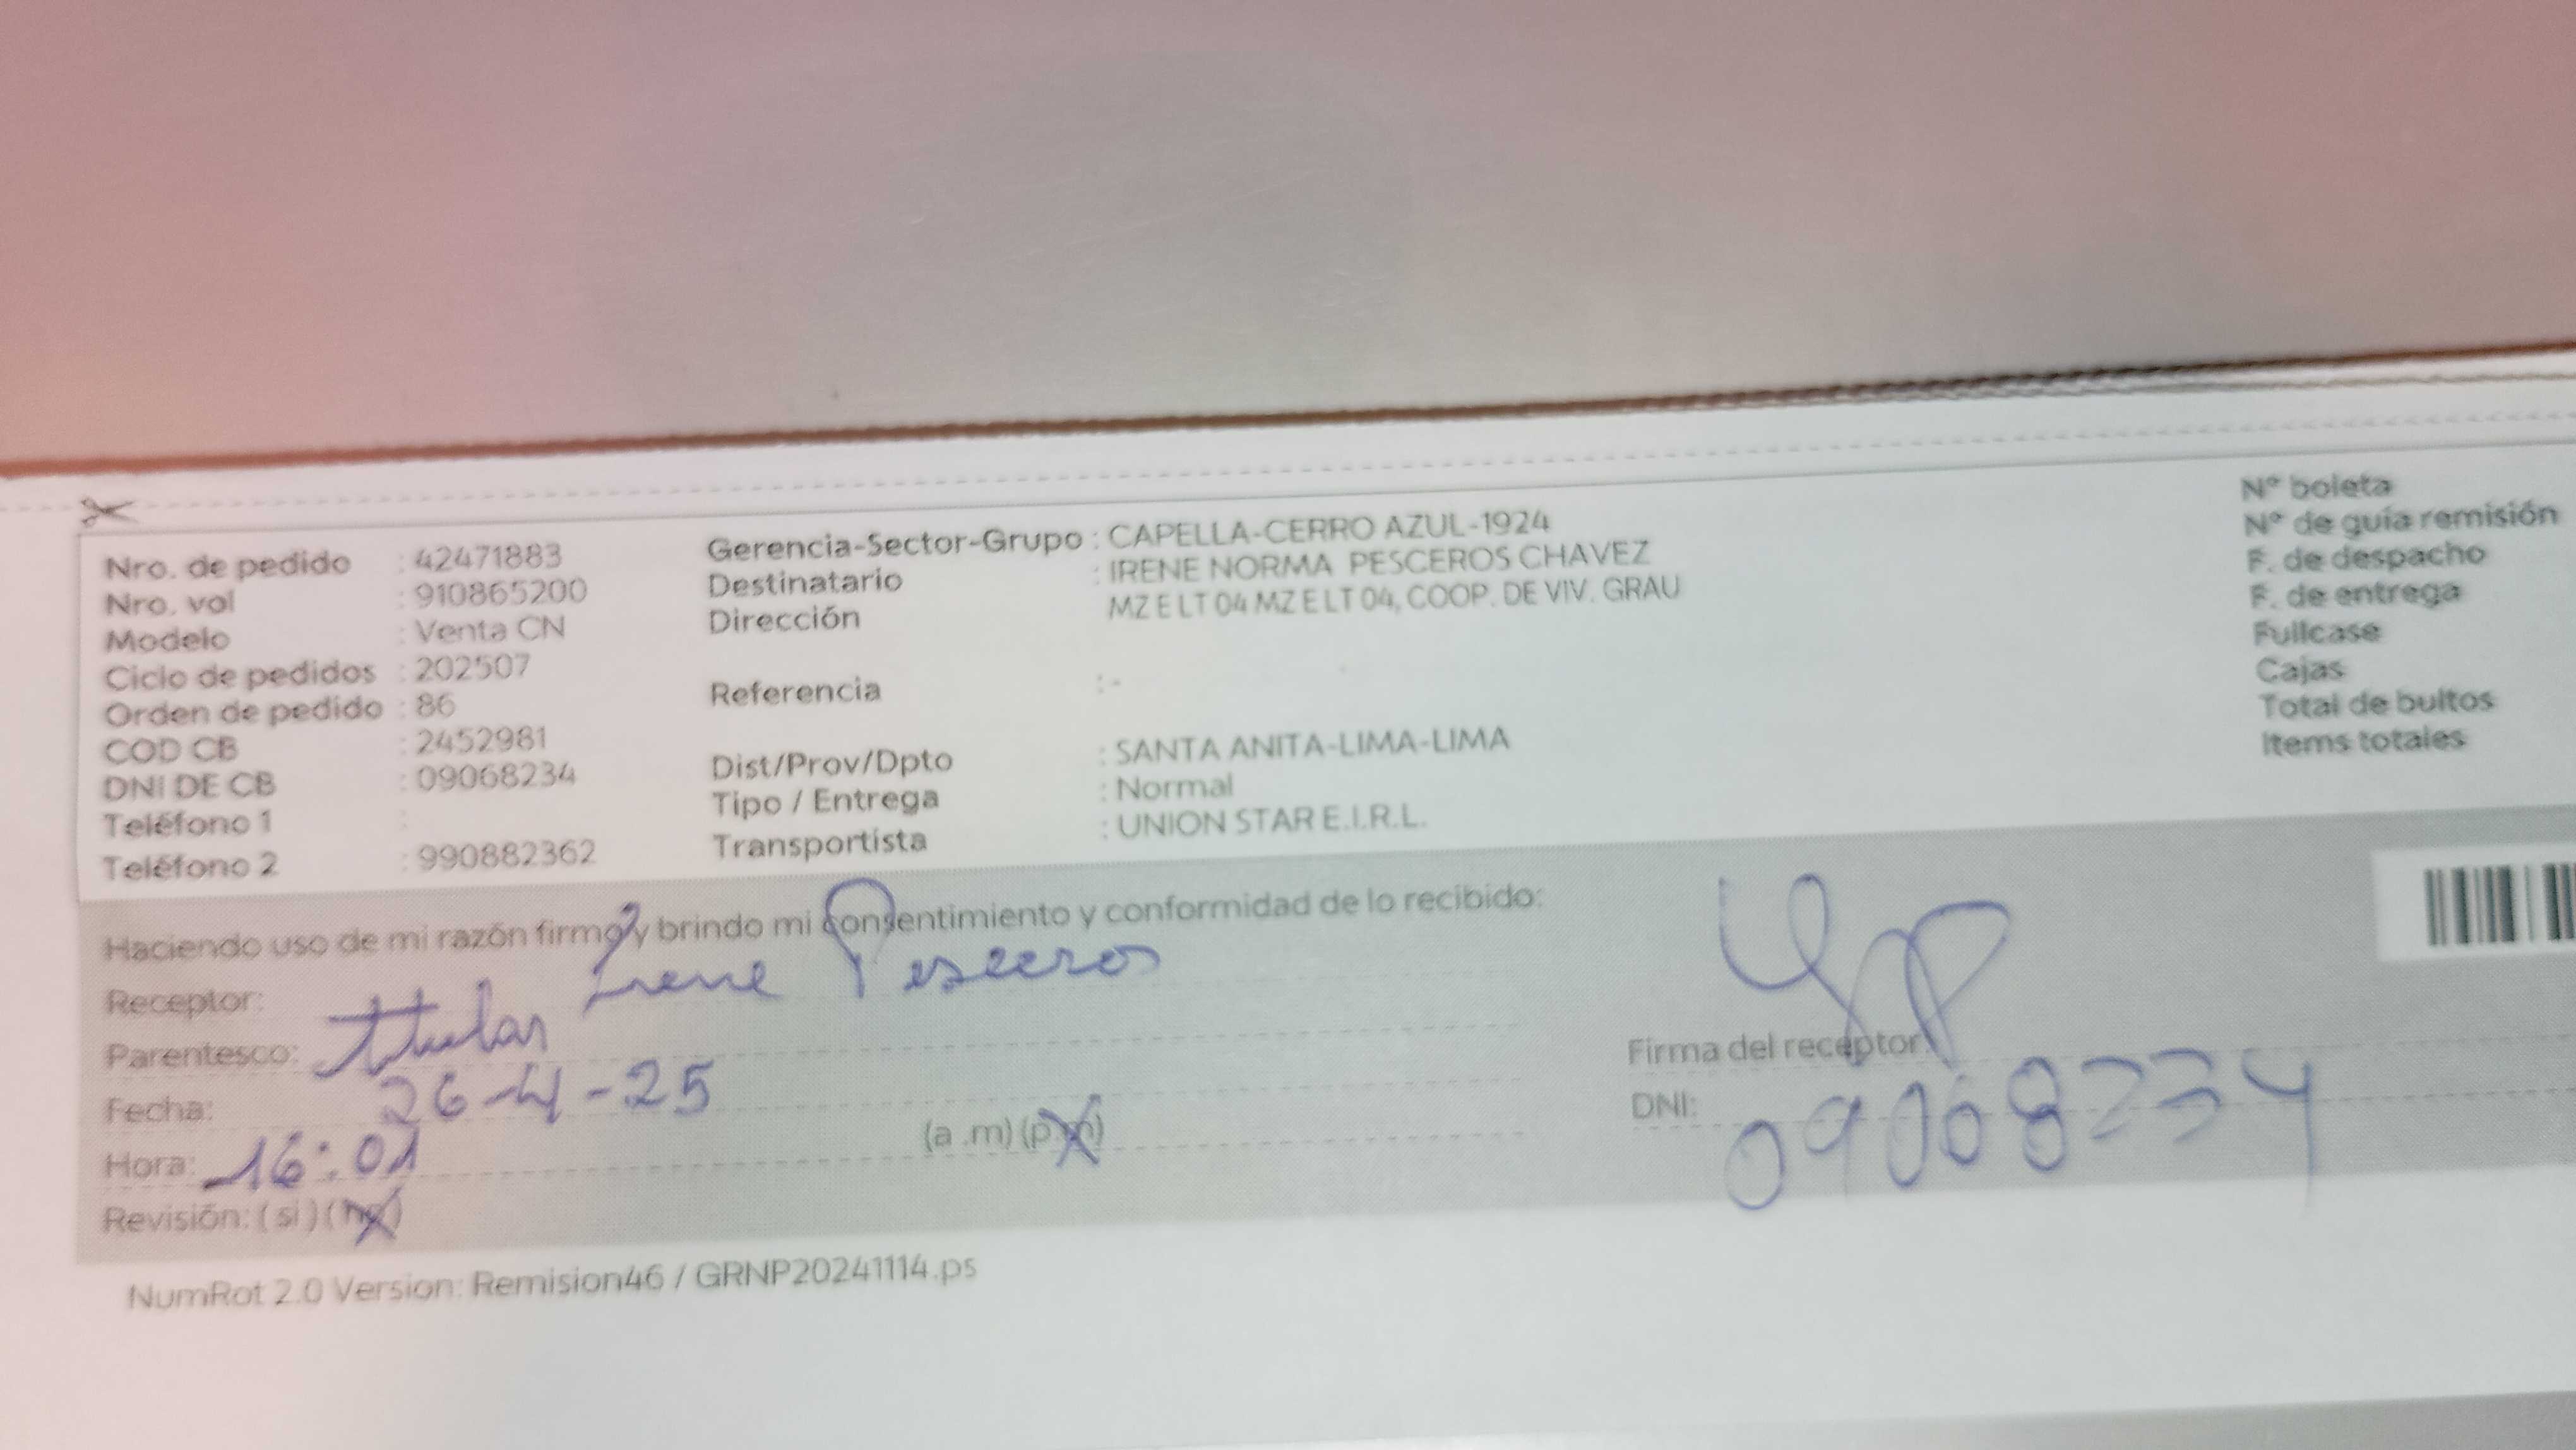 Nro. de pedido : 42471883
Nro. vol : 910865200
Modelo : Venta CN
Ciclo de pedidos : 202507
Orden de pedido : 86
COD CB : 2452981
DNI DE CB : 09068234
Teléfono 1 :
Teléfono 2 : 990882362
Gerencia-Sector-Grupo : CAPELLA-CERRO AZUL-1924
Destinatario : IRENE NORMA PESCEROS CHAVEZ
Dirección MZ E LT 04 MZ E LT 04, COOP. DE VIV. GRAU
Referencia : -
Dist/Prov/Dpto : SANTA ANITA-LIMA-LIMA
Tipo / Entrega : Normal
Transportista : UNION STAR E.I.R.L.
N° boleta
N° de guía remisión
F. de despacho
F. de entrega
Fullcase
Cajas
Total de bultos
Items totales
Haciendo uso de mi razón firmo y brindo mi consentimiento y conformidad de lo recibido:
Receptor: Irene Pesceros
Parentesco: titular
Fecha: 26-4-25
Hora: 16:01 (a .m) (p.m)
Revisión: ( si ) ( no )
Firma del receptor
DNI: 09068234
NumRot 2.0 Version: Remision46 / GRNP20241114.ps